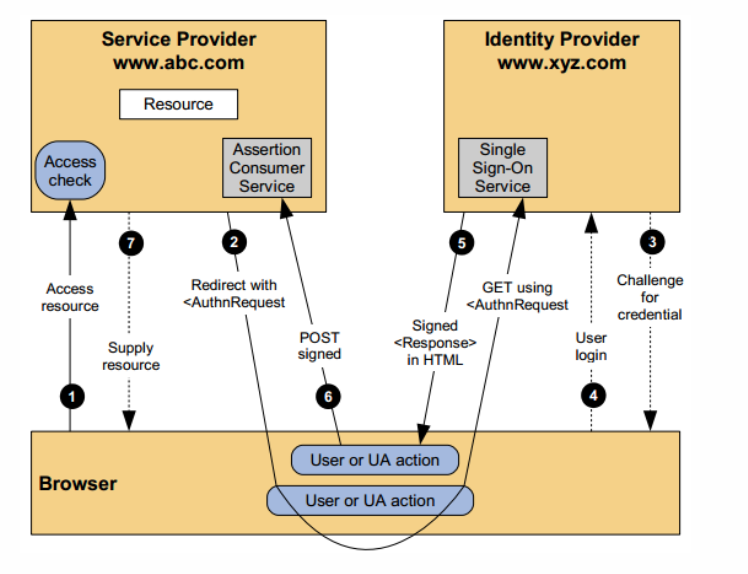 Service Provider
www.abc.com
Resource
Access
check
Assertion
Consumer
Service
Identity Provider
www.xyz.com
Single
Sign-On
Service
7
2
5
3
Access
resource
Redirect with
<AuthnRequest
GET using
<AuthnRequest
Challenge
for
credential
Supply
resource
POST
signed
Signed
<Response>
in HTML
User
login
1
6
4
Browser
User or UA action
User or UA action